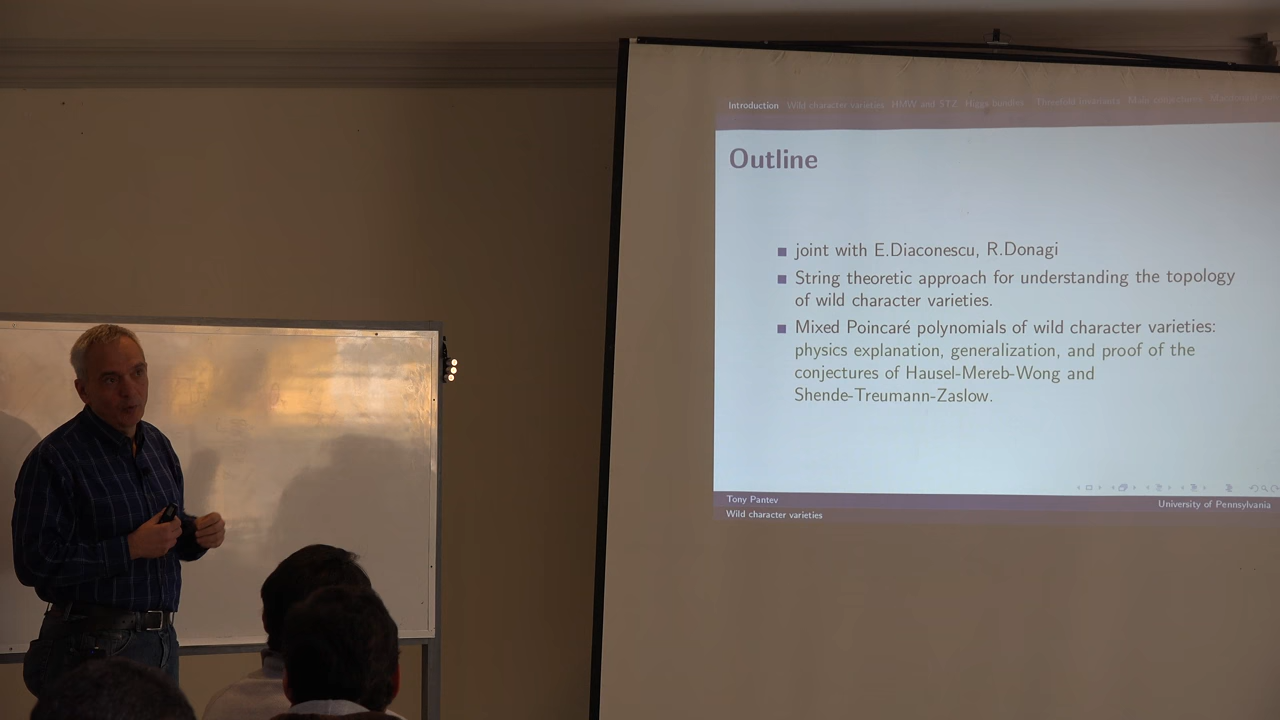 Introduction Wild character varieties HMW and STZ Higgs bundles Main conjectures
Outline
joint with E.Diaconescu, R.Donagi
String theoretic approach for understanding the topology
of wild character varieties.
Mixed Poincaré polynomials of wild character varieties:
physics explanation, generalization, and proof of the
conjectures of Hausel-Mereb-Wong and
Shende-Treumann-Zaslow.
Tony Pantev
University of Pennsylvania
Wild character varieties